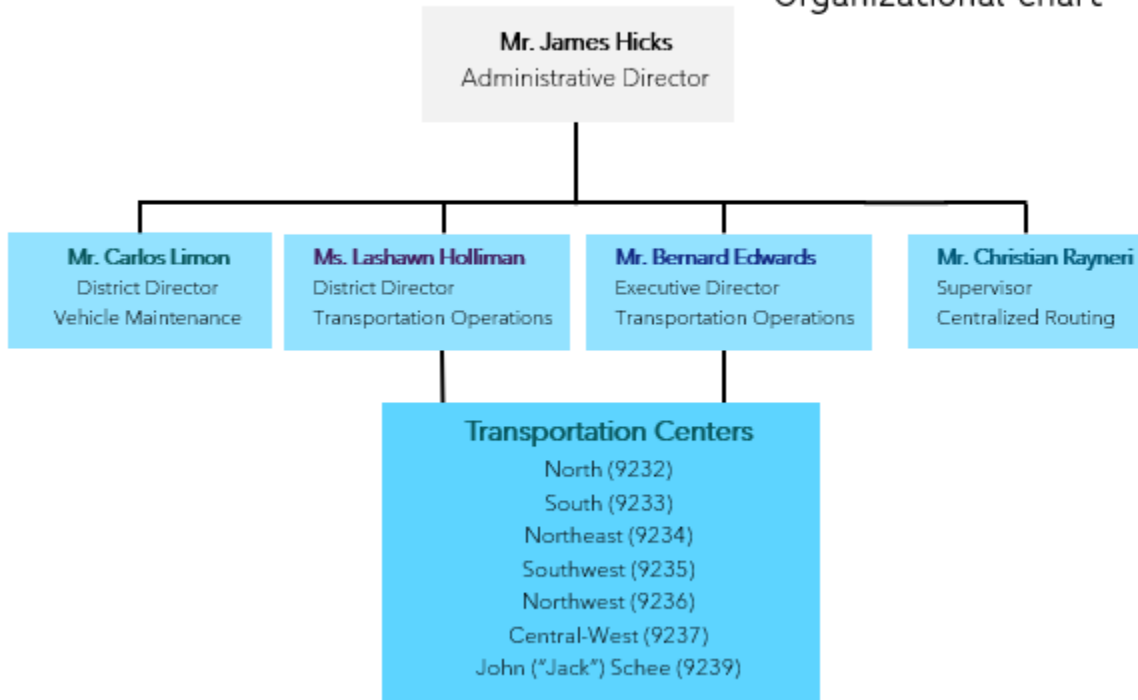 Organizational Chart
Mr. James Hicks
Administrative Director
Mr. Carlos Limon
District Director
Vehicle Maintenance
Ms. Lashawn Holliman
District Director
Transportation Operations
Mr. Bernard Edwards
Executive Director
Transportation Operations
Mr. Christian Rayneri
Supervisor
Centralized Routing
Transportation Centers
North (9232)
South (9233)
Northeast (9234)
Southwest (9235)
Northwest (9236)
Central-West (9237)
John (“Jack”) Schee (9239)